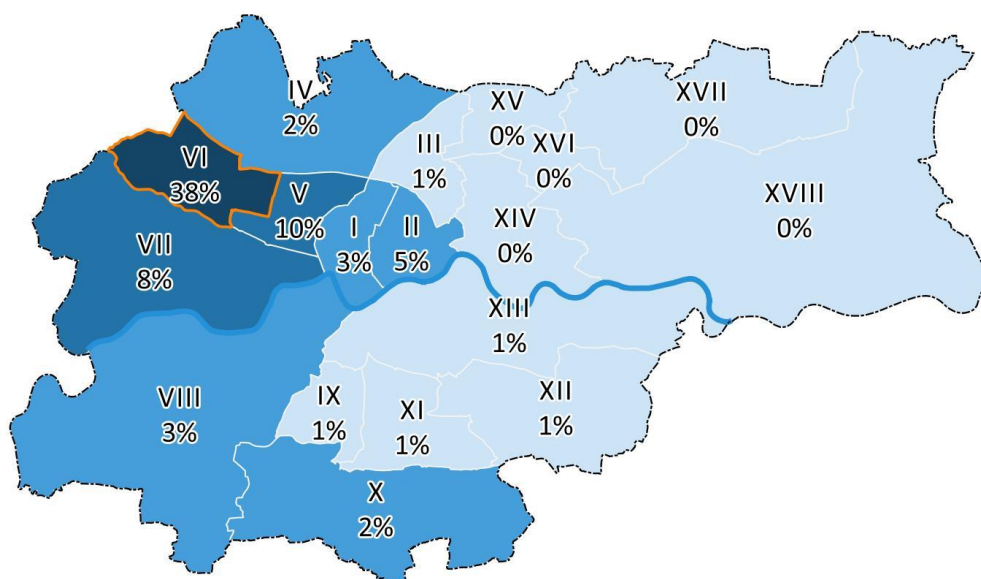 IV
2%
XV
0%
XVII
0%
III
1%
XVI
0%
VI
38%
V
10%
XVIII
0%
I
3%
II
5%
XIV
0%
VII
8%
XIII
1%
VIII
3%
IX
1%
XI
1%
XII
1%
X
2%